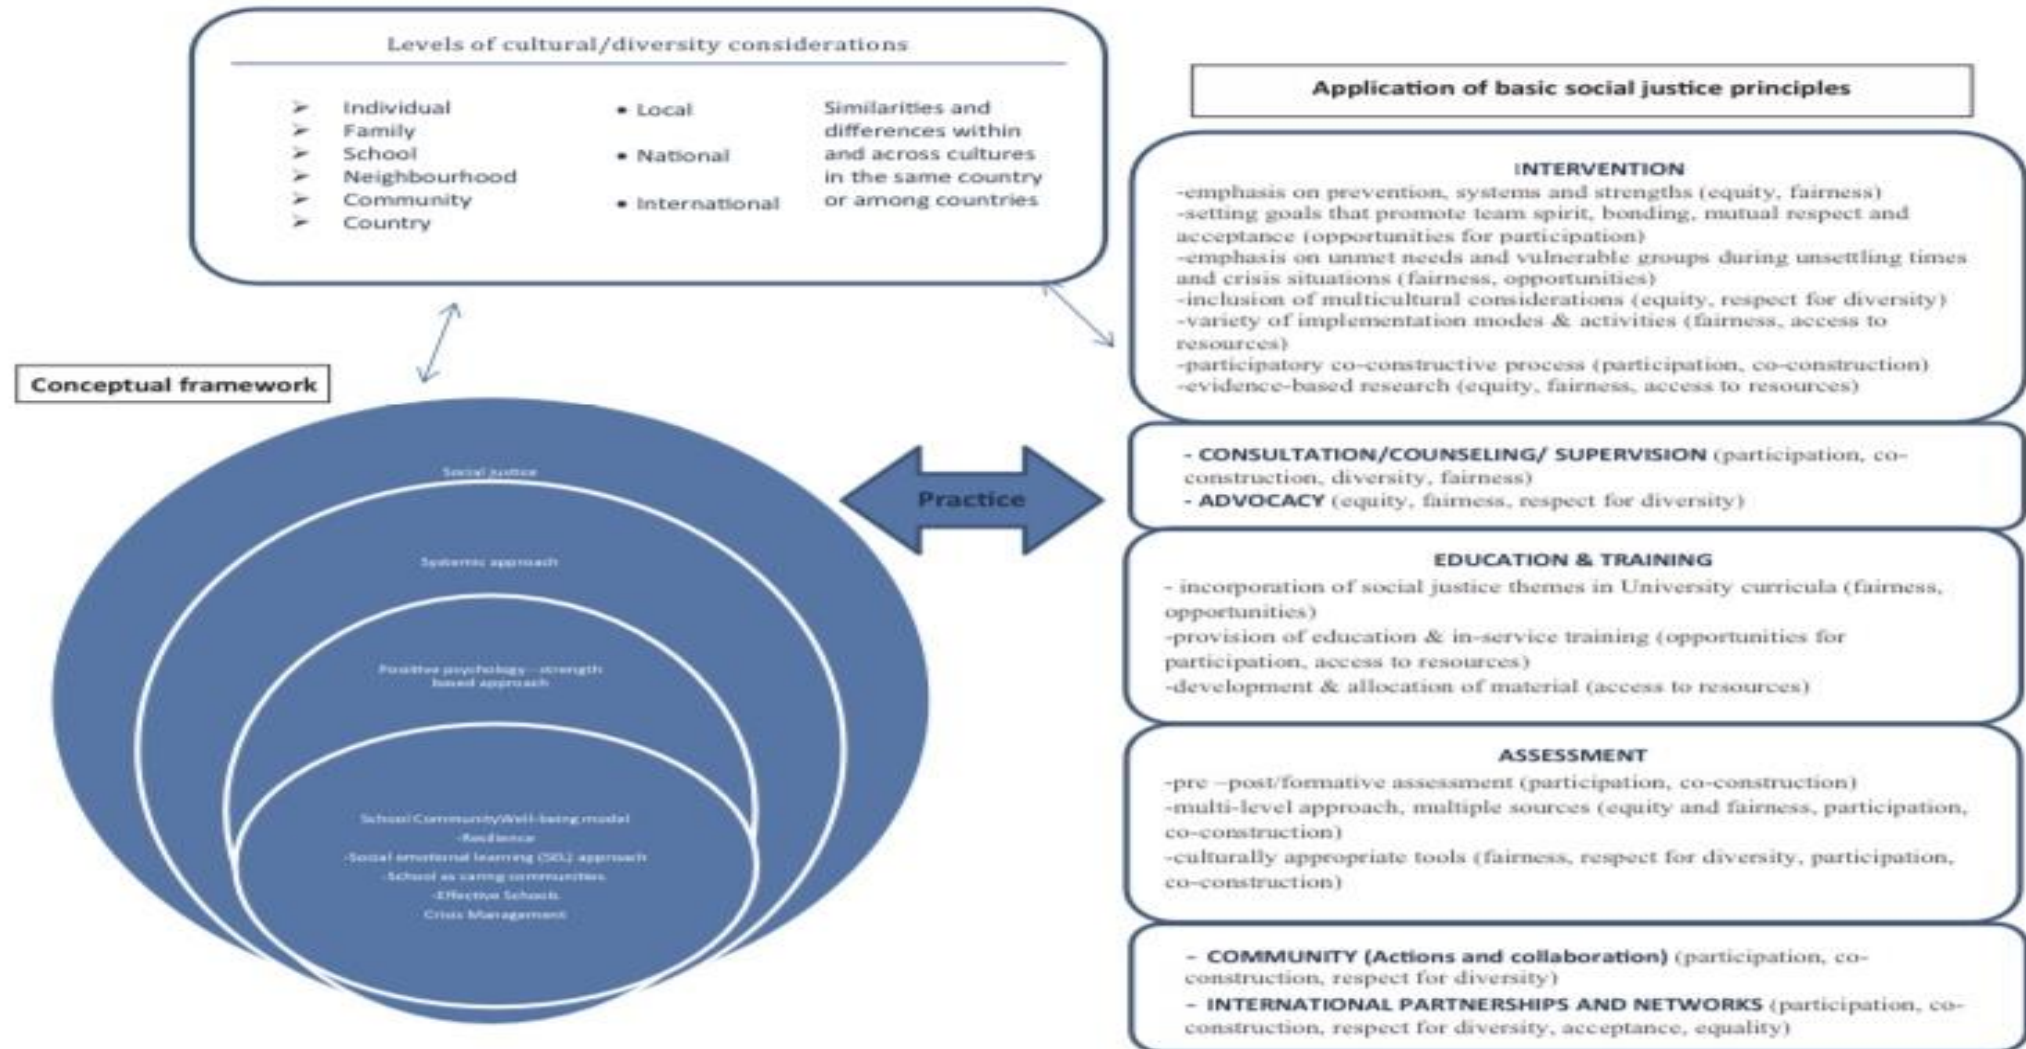 Levels of cultural/diversity considerations
➢ Individual
➢ Family
➢ School
➢ Neighbourhood
➢ Community
➢ Country
• Local
• National
• International
Similarities and
differences within
and across cultures
in the same country
or among countries
Conceptual framework
Social justice
Systemic approach
Positive psychology - strength
based approach
School CommunityWell-being model
-Resilience
-Social emotional learning (SEL) approach
-School as caring communities
-Effective Schools
Crisis Management
Practice
Application of basic social justice principles
INTERVENTION
-emphasis on prevention, systems and strengths (equity, fairness)
-setting goals that promote team spirit, bonding, mutual respect and
acceptance (opportunities for participation)
-emphasis on unmet needs and vulnerable groups during unsettling times
and crisis situations (fairness, opportunities)
-inclusion of multicultural considerations (equity, respect for diversity)
-variety of implementation modes & activities (fairness, access to
resources)
-participatory co-constructive process (participation, co-construction)
-evidence-based research (equity, fairness, access to resources)
- CONSULTATION/COUNSELING/ SUPERVISION (participation, co-
construction, diversity, fairness)
- ADVOCACY (equity, fairness, respect for diversity)
EDUCATION & TRAINING
- incorporation of social justice themes in University curricula (fairness,
opportunities)
-provision of education & in-service training (opportunities for
participation, access to resources)
-development & allocation of material (access to resources)
ASSESSMENT
-pre –post/formative assessment (participation, co-construction)
-multi-level approach, multiple sources (equity and fairness, participation,
co-construction)
-culturally appropriate tools (fairness, respect for diversity, participation,
co-construction)
- COMMUNITY (Actions and collaboration) (participation, co-
construction, respect for diversity)
- INTERNATIONAL PARTNERSHIPS AND NETWORKS (participation, co-
construction, respect for diversity, acceptance, equality)